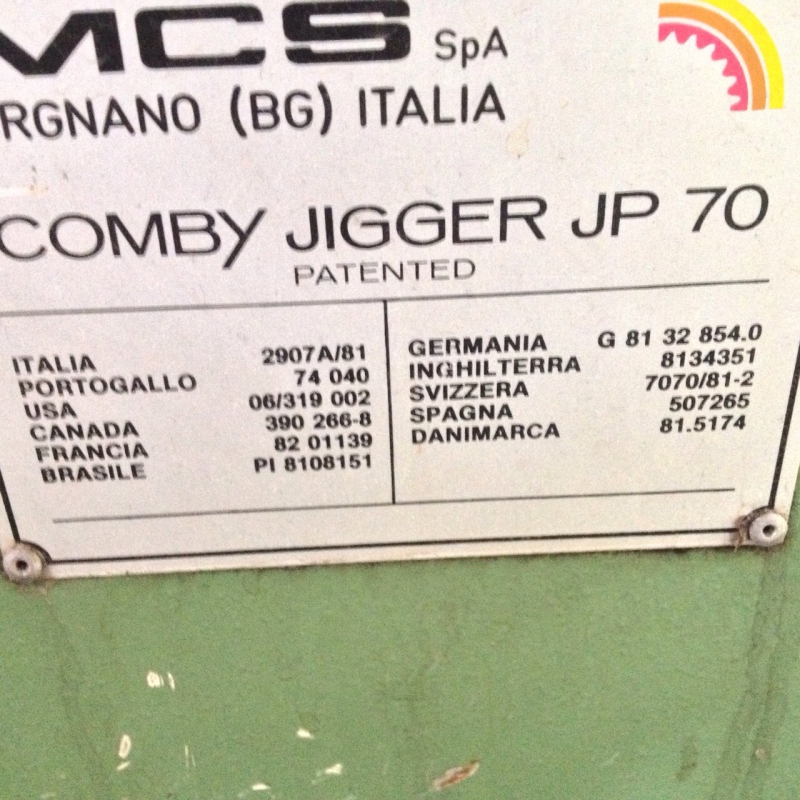 MCS SpA
RGNANO (BG) ITALIA
COMBY JIGGER JP 70
PATENTED
ITALIA 2907A/81
PORTOGALLO 74 040
USA 06/319 002
CANADA 390 266-8
FRANCIA 82 01139
BRASILE PI 8108151
GERMANIA G 81 32 854.0
INGHILTERRA 8134351
SVIZZERA 7070/81-2
SPAGNA 507265
DANIMARCA 81.5174